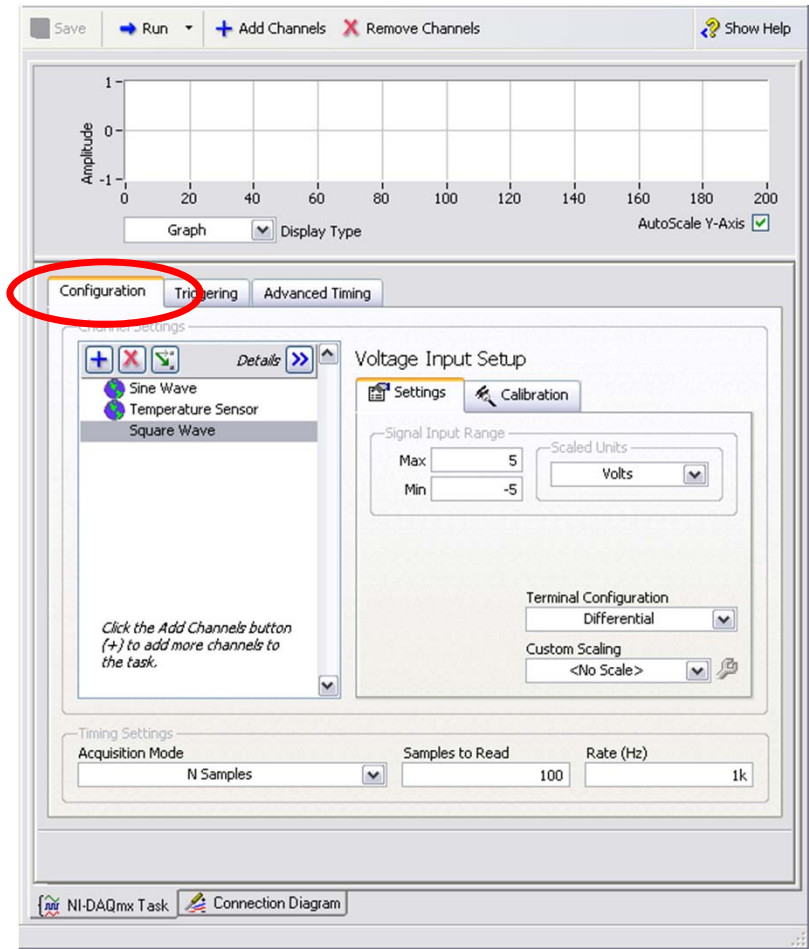 Save Run Add Channels Remove Channels Show Help
1
0
-1
Amplitude
0 20 40 60 80 100 120 140 160 180 200
Graph Display Type AutoScale Y-Axis
Configuration Triggering Advanced Timing
Channel Settings
Details
Sine Wave
Temperature Sensor
Square Wave
Click the Add Channels button
(+) to add more channels to
the task.
Voltage Input Setup
Settings Calibration
Signal Input Range
Max 5
Min -5
Scaled Units
Volts
Terminal Configuration
Differential
Custom Scaling
<No Scale>
Timing Settings
Acquisition Mode Samples to Read Rate (Hz)
N Samples 100 1k
NI-DAQmx Task Connection Diagram